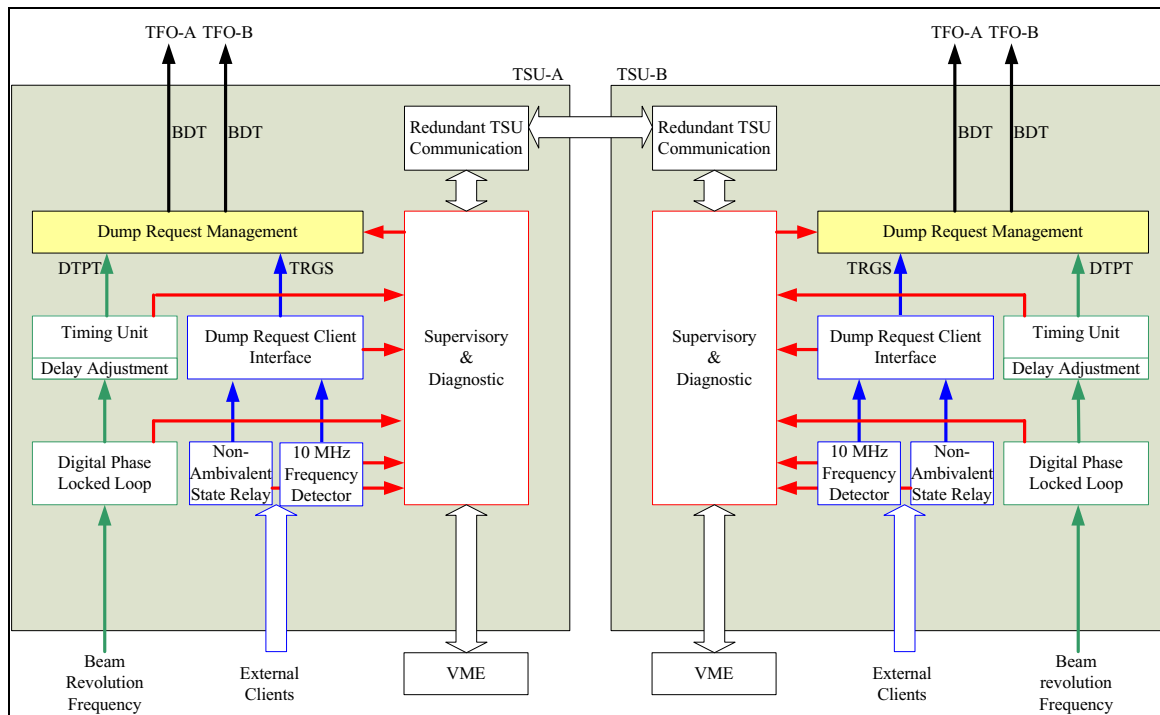 TFO-A TFO-B
TFO-A TFO-B
TSU-A
TSU-B
BDT
BDT
Redundant TSU
Communication
Redundant TSU
Communication
BDT
BDT
Dump Request Management
Dump Request Management
DTPT
TRGS
TRGS
DTPT
Timing Unit
Delay Adjustment
Dump Request Client
Interface
Supervisory
&
Diagnostic
Supervisory
&
Diagnostic
Dump Request Client
Interface
Timing Unit
Delay Adjustment
Digital Phase
Locked Loop
Non-
Ambivalent
State Relay
10 MHz
Frequency
Detector
10 MHz
Frequency
Detector
Non-
Ambivalent
State Relay
Digital Phase
Locked Loop
Beam
Revolution
Frequency
External
Clients
VME
VME
External
Clients
Beam
revolution
Frequency